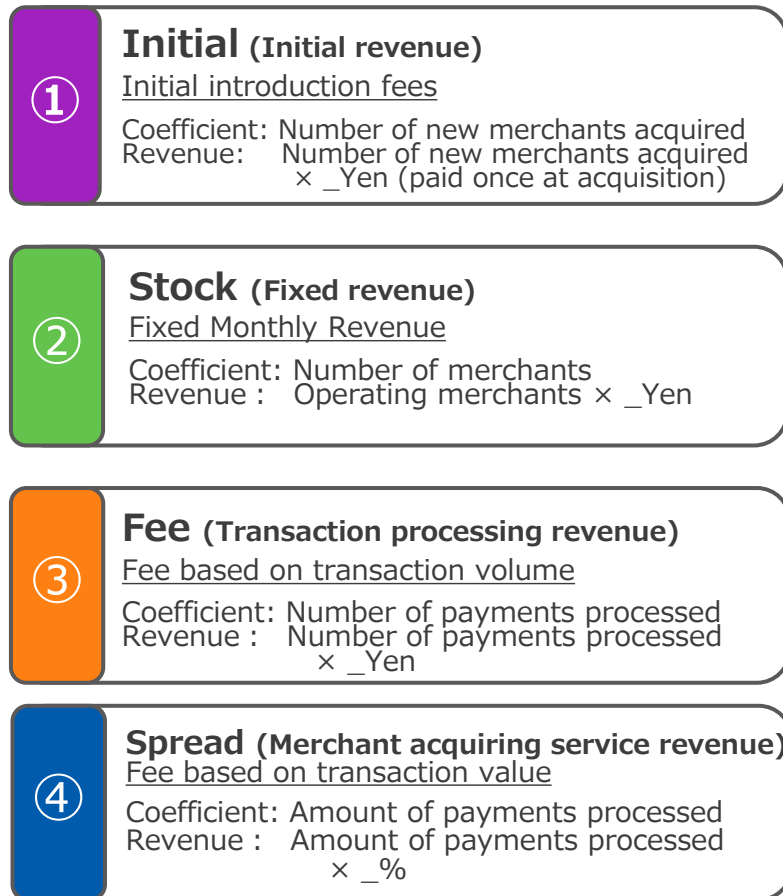 ①
Initial (Initial revenue)
Initial introduction fees
Coefficient: Number of new merchants acquired
Revenue: Number of new merchants acquired
× _Yen (paid once at acquisition)
②
Stock (Fixed revenue)
Fixed Monthly Revenue
Coefficient: Number of merchants
Revenue : Operating merchants × _Yen
③
Fee (Transaction processing revenue)
Fee based on transaction volume
Coefficient: Number of payments processed
Revenue : Number of payments processed
× _Yen
④
Spread (Merchant acquiring service revenue)
Fee based on transaction value
Coefficient: Amount of payments processed
Revenue : Amount of payments processed
× _%